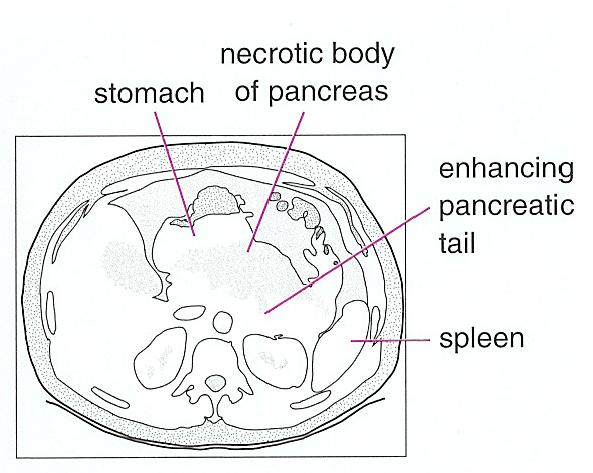 necrotic body
of pancreas
stomach
enhancing
pancreatic
tail
spleen